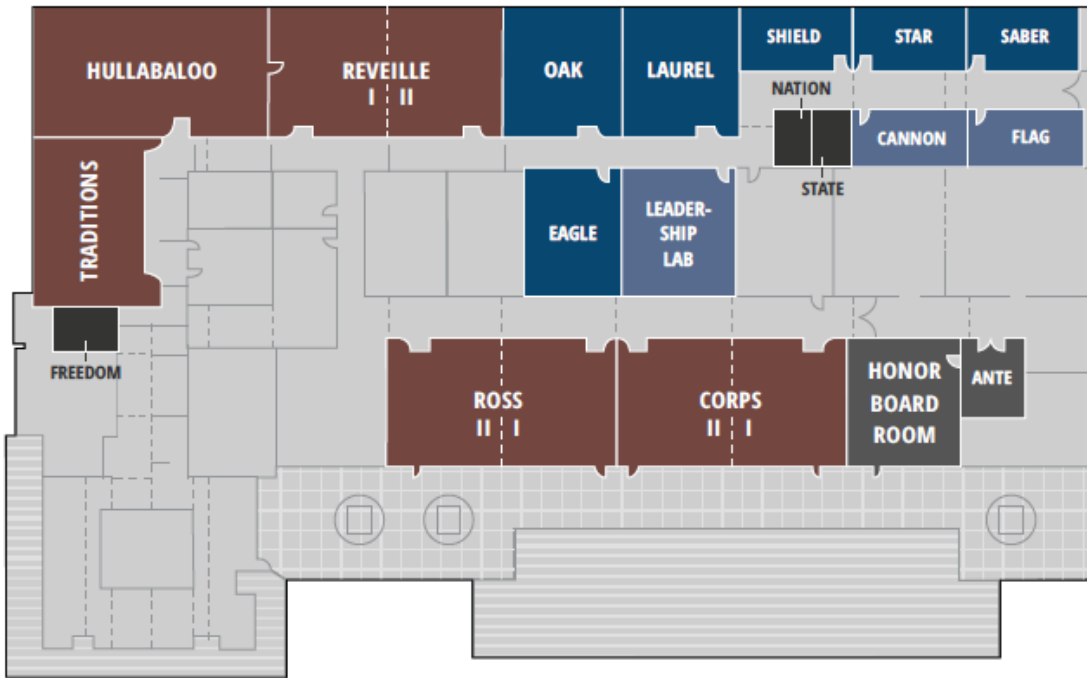 SHIELD
STAR
SABER
HULLABALOO
REVEILLE
I II
OAK
LAUREL
NATION
CANNON
FLAG
STATE
TRADITIONS
EAGLE
LEADER-
SHIP
LAB
FREEDOM
ROSS
II I
CORPS
II I
HONOR
BOARD
ROOM
ANTE